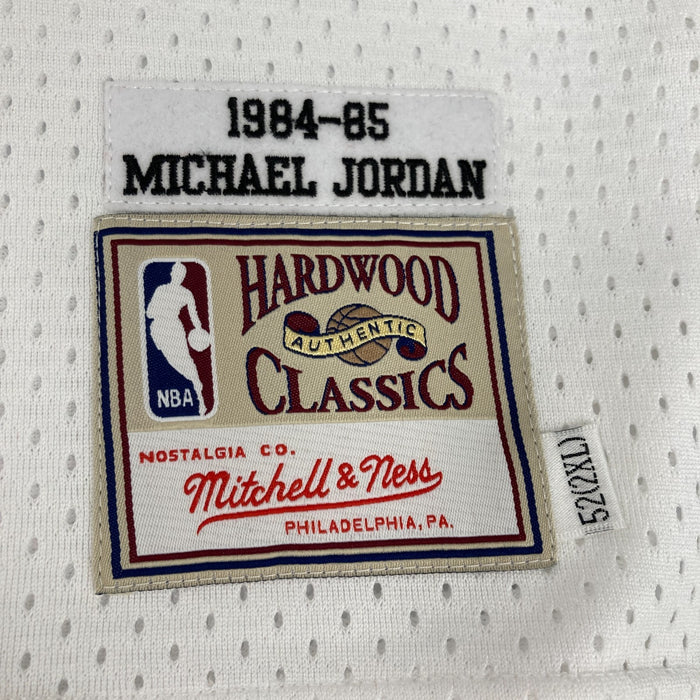 1984-85
MICHAEL JORDAN
HARDWOOD
AUTHENTIC
CLASSICS
NBA
NOSTALGIA CO.
Mitchell & Ness
PHILADELPHIA, PA.
52(2XL)